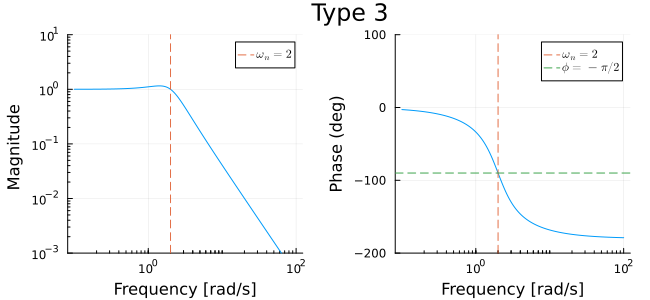 Type 3
10^1
10^0
10^-1
10^-2
10^-3
10^0
10^2
Magnitude
Frequency [rad/s]
ω_n = 2
100
0
−100
−200
10^0
10^2
Phase (deg)
Frequency [rad/s]
ω_n = 2
ϕ = − π/2